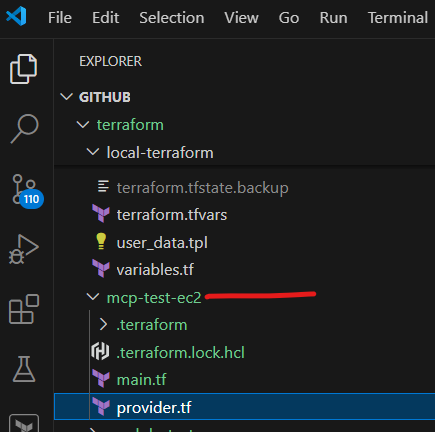 File Edit Selection View Go Run Terminal
EXPLORER
GITHUB
terraform
local-terraform
terraform.tfstate.backup
terraform.tfvars
user_data.tpl
variables.tf
110
mcp-test-ec2
.terraform
.terraform.lock.hcl
main.tf
provider.tf